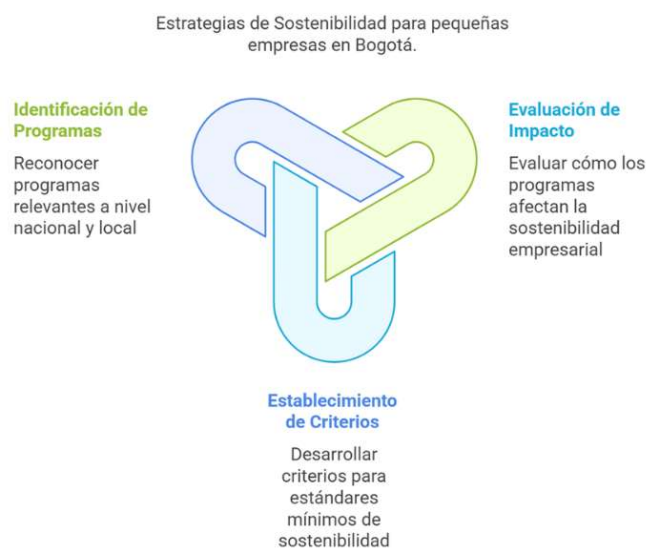 Estrategias de Sostenibilidad para pequeñas
empresas en Bogotá.
Identificación de
Programas
Reconocer
programas
relevantes a nivel
nacional y local
Evaluación de
Impacto
Evaluar cómo los
programas
afectan la
sostenibilidad
empresarial
Establecimiento
de Criterios
Desarrollar
criterios para
estándares
mínimos de
sostenibilidad